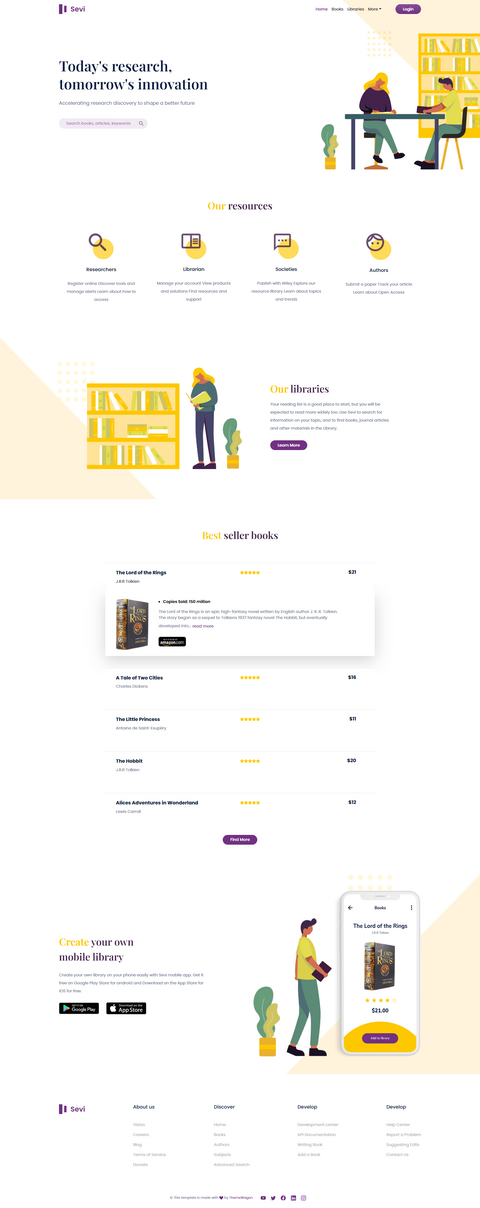 Sevi
Home Books Libraries More Login
Today's research,
tomorrow's innovation
Accelerating research discovery to shape a better future
Search books, articles, keywords
Our resources
Researchers
Register online Discover tools and
manage alerts Learn about how to
access
Librarian
Manage your account View products
and solutions Find resources and
support
Societies
Publish with Wiley Explore our
resource library Learn about topics
and trends
Authors
Submit a paper Track your article
Learn about Open Access
Our libraries
Your reading list is a good place to start, but you will be
expected to read more widely too. Use Sevi to search for
information on your topic, and to find books, journal articles
and other materials in the Library.
Learn More
Best seller books
The Lord of the Rings $21
J.R.R Tolkien
Copies Sold: 150 million
The Lord of the Rings is an epic high-fantasy novel written by English author J. R. R. Tolkien.
The story began as a sequel to Tolkien's 1937 fantasy novel The Hobbit, but eventually
developed into... read more
amazon.com
A Tale of Two Cities $16
Charles Dickens
The Little Princess $11
Antoine de Saint-Exupéry
The Hobbit $20
J.R.R Tolkien
Alices Adventures in Wonderland $12
Lewis Carroll
Find More
Create your own
mobile library
Create your own library on your phone easily with Sevi mobile app. Get it
free on Google Play Store for android and Download on the App Store for
iOS for free.
Google Play
Download on the
App Store
Books
The Lord of the Rings
J.R.R Tolkien
$21.00
Add to library
Sevi
About us
Vision
Careers
Blog
Terms of Service
Donate
Discover
Home
Books
Authors
Subjects
Advanced Search
Develop
Development center
API Documentation
Writing Book
Add a Book
Develop
Help Center
Report a Problem
Suggesting Edits
Contact Us
© This template is made with by ThemeWagon